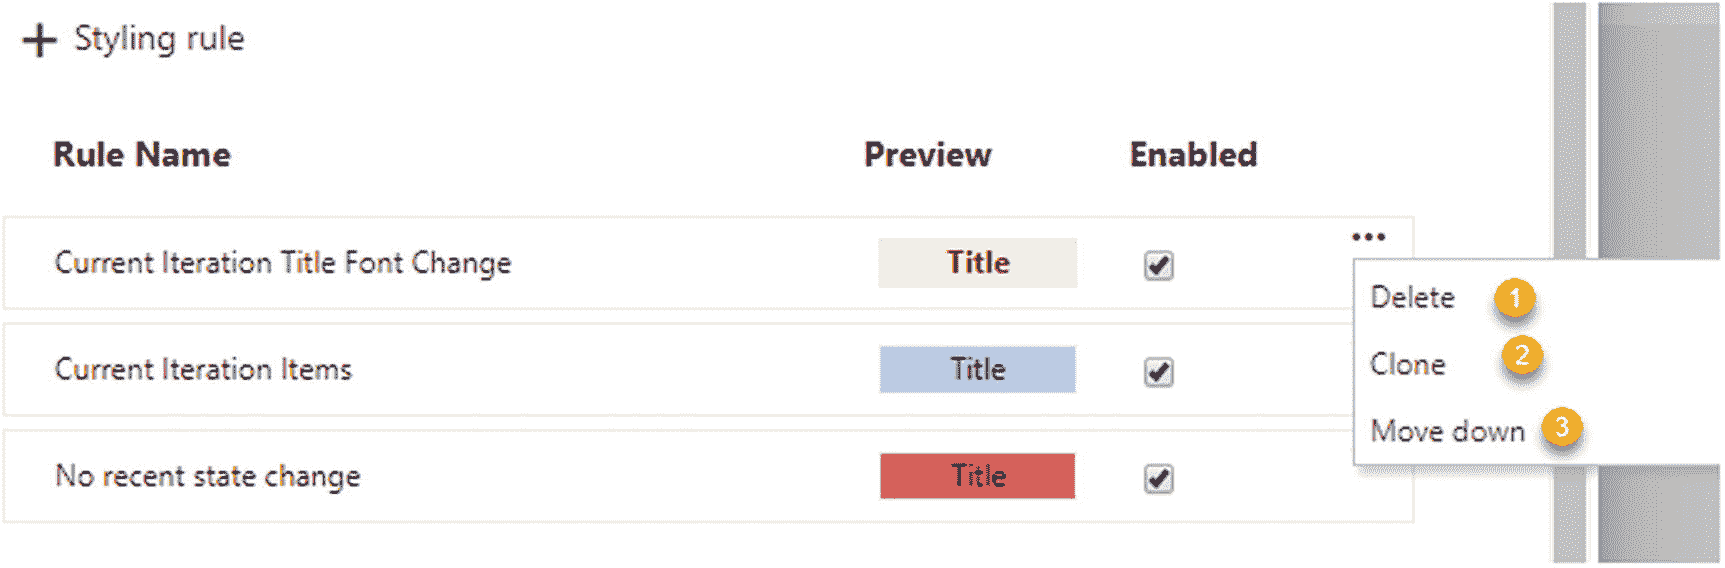 + Styling rule
Rule Name Preview Enabled
Current Iteration Title Font Change Title
Delete 1
Current Iteration Items Title
Clone 2
Move down 3
No recent state change Title